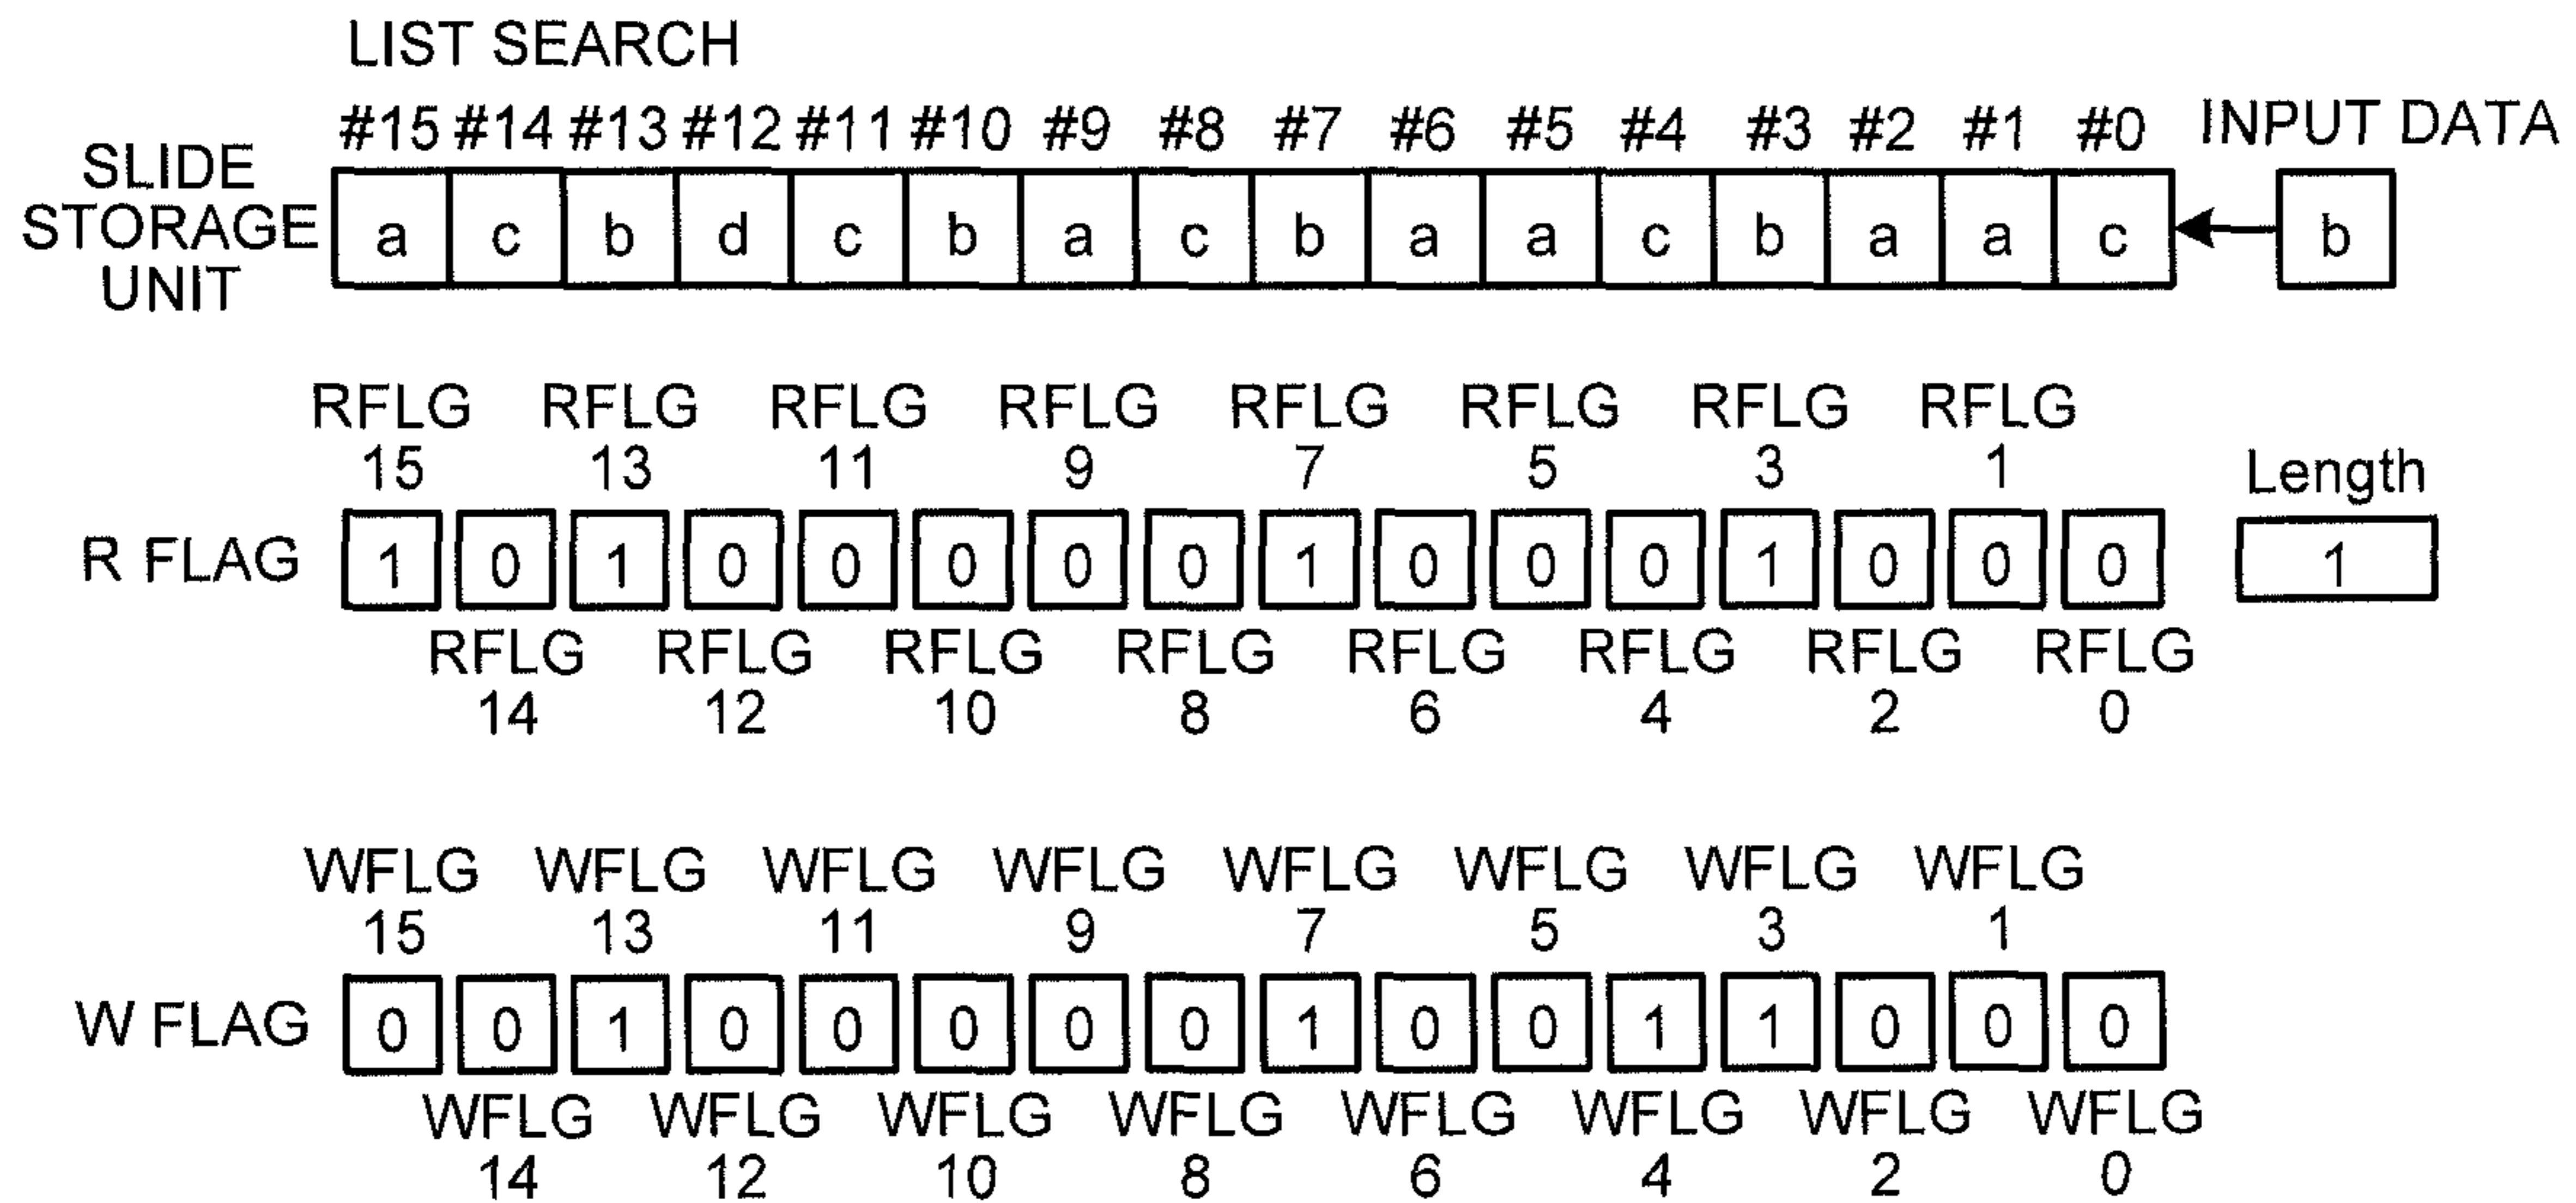 LIST SEARCH
#15 #14 #13 #12 #11 #10 #9 #8 #7 #6 #5 #4 #3 #2 #1 #0 INPUT DATA
SLIDE STORAGE UNIT
a c b d c b a c b a a c b a a c b
RFLG RFLG RFLG RFLG RFLG RFLG RFLG RFLG
15 13 11 9 7 5 3 1 Length
R FLAG 1 0 1 0 0 0 0 0 1 0 0 0 1 0 0 0 1
RFLG RFLG RFLG RFLG RFLG RFLG RFLG RFLG
14 12 10 8 6 4 2 0
WFLG WFLG WFLG WFLG WFLG WFLG WFLG WFLG
15 13 11 9 7 5 3 1
W FLAG 0 0 1 0 0 0 0 0 1 0 0 1 1 0 0 0
WFLG WFLG WFLG WFLG WFLG WFLG WFLG WFLG
14 12 10 8 6 4 2 0